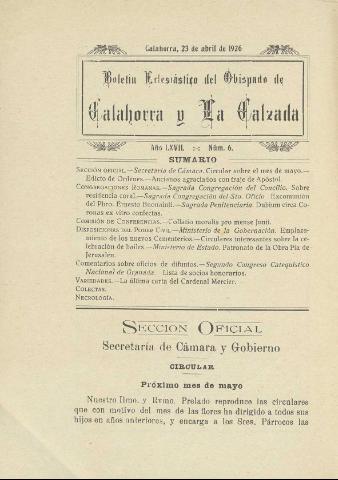 Calahorra, 23 de abril de 1926
Boletín Eclesiástico del Obispado de
Calahorra y La Calzada
Año LXVII. Núm. 6.
SUMARIO
SECCIÓN OFICIAL.—Secretaría de Cámara. Circular sobre el mes de mayo.—
Edicto de Ordenes.—Ancianos agraciados con traje de Apóstol.
CONGREGACIONES ROMANAS.—Sagrada Congregación del Concilio. Sobre
residencia coral.—Sagrada Congregación del Sto. Oficio Excomunión
del Pbro. Ernesto Buonaiuti.—Sagrada Penitenciaría. Dubium circa Co-
ronas ex vitro confectas.
COMISIÓN DE CONFERENCIAS.—Collatio moralis pro mense Junii.
DISPOSICIONES DEL PODER CIVIL.—Ministerio de la Gobernación. Emplaza-
miento de los nuevos Cementerios.—Circulares interesantes sobre la ce-
lebración de bailes.—Ministerio de Estado. Patronato de la Obra Pía de
Jerusalén.
Comentarios sobre oficios de difuntos.—Segundo Congreso Catequístico
Nacional de Granada. Lista de socios honorarios.
VARIEDADES.—La última carta del Cardenal Mercier.
COLECTAS.
NECROLOGÍA.
SECCION OFICIAL
Secretaría de Cámara y Gobierno
CIRCULAR
Próximo mes de mayo
Nuestro Ilmo. y Rvmo. Prelado reproduce las circulares
que con motivo del mes de las flores ha dirigido a todos sus
hijos en años anteriores, y encarga a los Sres. Párrocos las